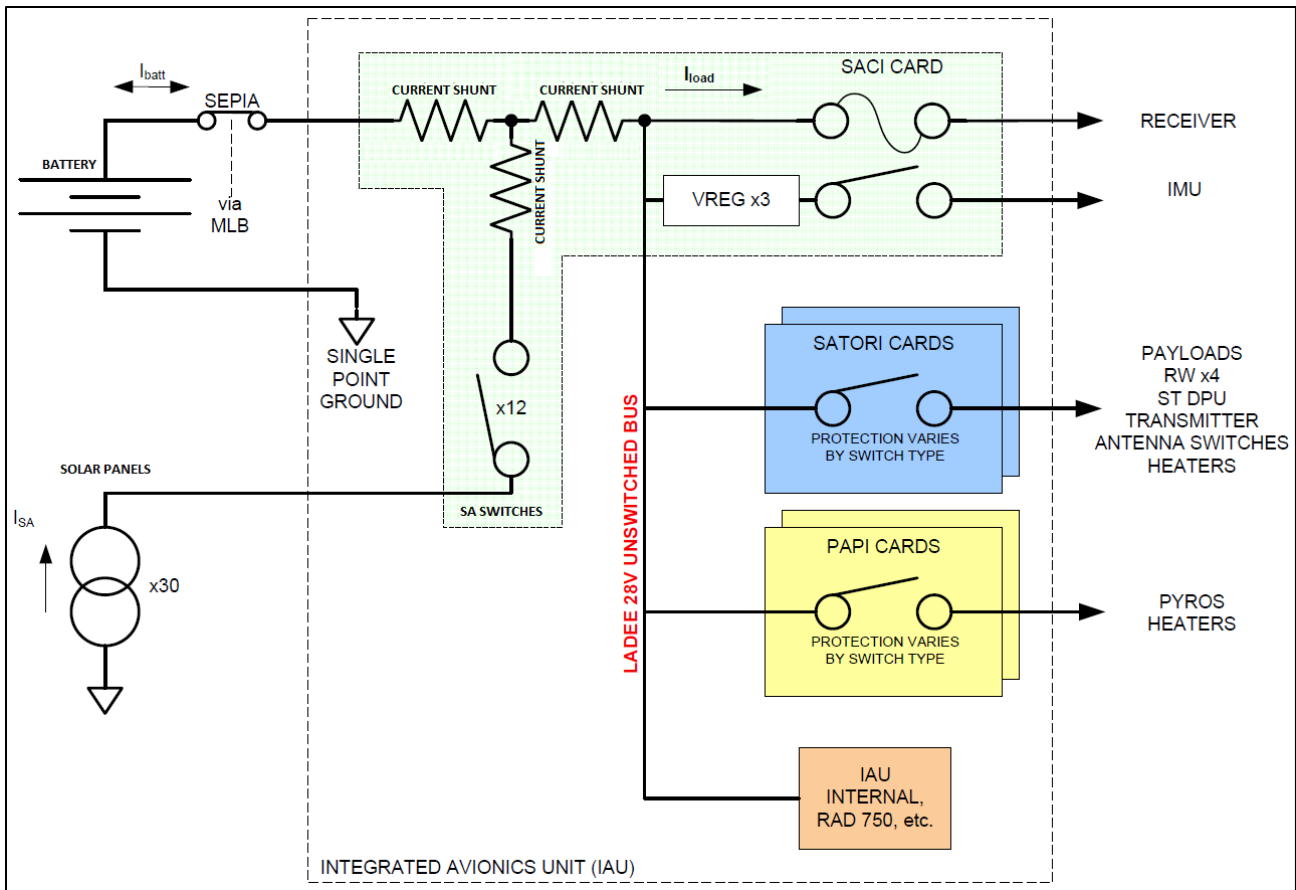 I_batt
SEPIA
CURRENT SHUNT
CURRENT SHUNT
I_load
SACI CARD
RECEIVER
BATTERY
via
MLB
CURRENT SHUNT
VREG x3
IMU
SINGLE
POINT
GROUND
x12
SA SWITCHES
SOLAR PANELS
I_SA
x30
LADEE 28V UNSWITCHED BUS
SATORI CARDS
PROTECTION VARIES
BY SWITCH TYPE
PAYLOADS
RW x4
ST DPU
TRANSMITTER
ANTENNA SWITCHES
HEATERS
PAPI CARDS
PROTECTION VARIES
BY SWITCH TYPE
PYROS
HEATERS
IAU
INTERNAL,
RAD 750, etc.
INTEGRATED AVIONICS UNIT (IAU)